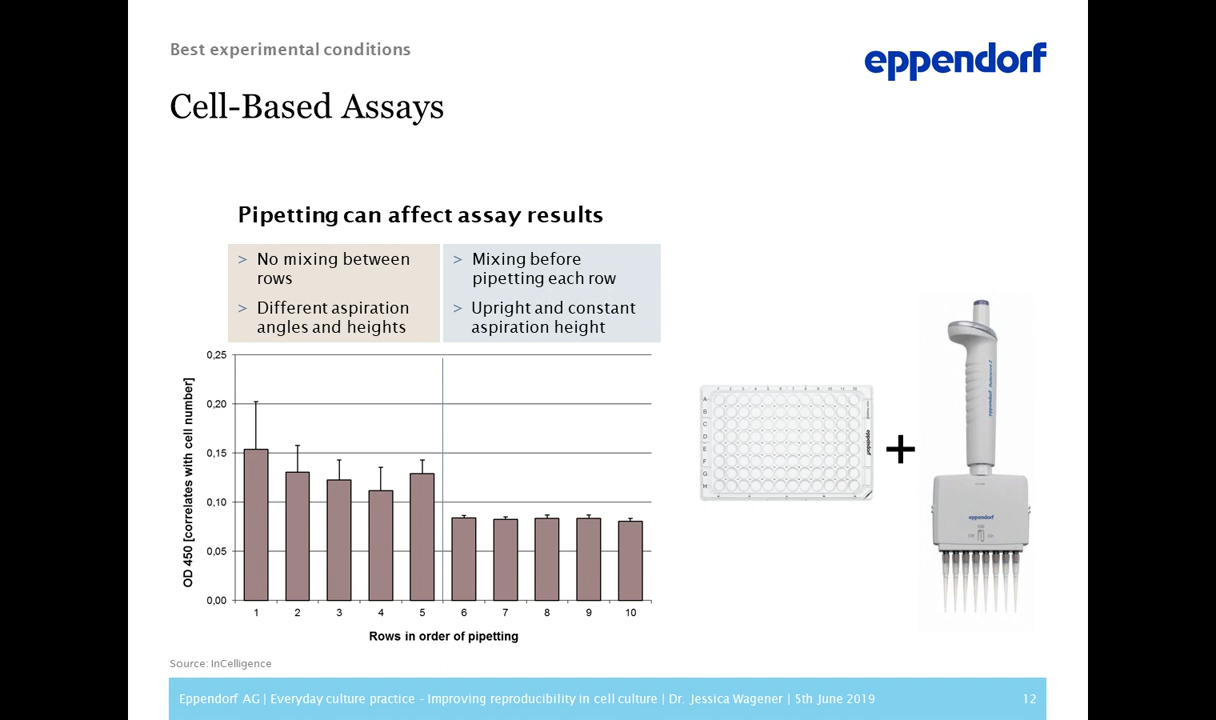 Best experimental conditions
eppendorf
Cell-Based Assays
Pipetting can affect assay results
> No mixing between
rows
> Different aspiration
angles and heights
> Mixing before
pipetting each row
> Upright and constant
aspiration height
OD 450 [correlates with cell number]
0,25
0,20
0,15
0,10
0,05
0,00
1 2 3 4 5 6 7 8 9 10
Rows in order of pipetting
A
B
C
D
E
F
G
H
eppendorf
+
eppendorf
eppendorf
Source: InCelligence
Eppendorf AG | Everyday culture practice - Improving reproducibility in cell culture | Dr. Jessica Wagener | 5th June 2019
12